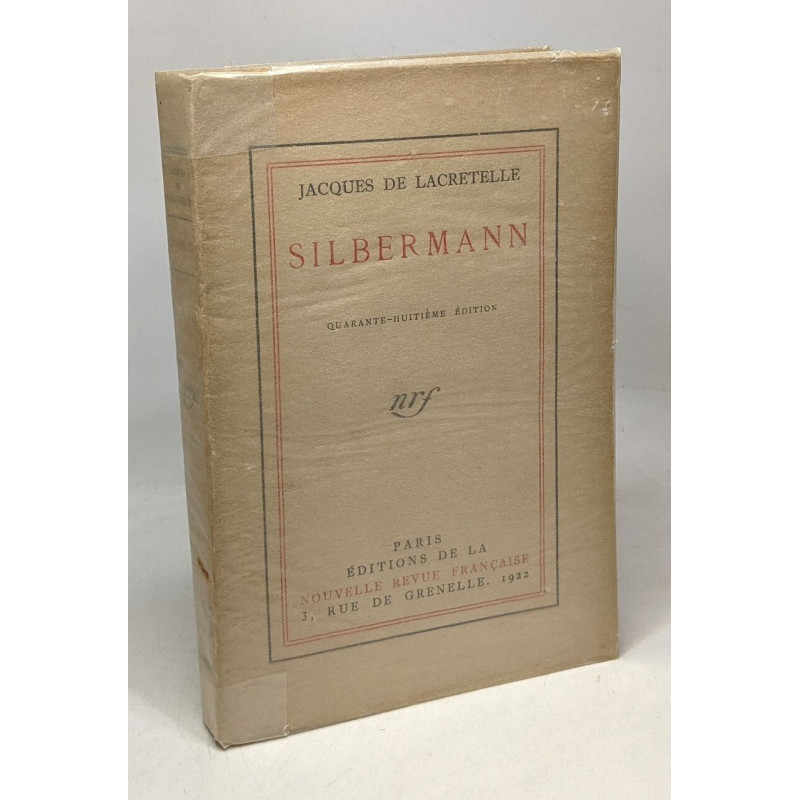 JACQUES DE LACRETELLE
SILBERMANN
QUARANTE-HUITIÈME ÉDITION
nrf
PARIS
ÉDITIONS DE LA
NOUVELLE REVUE FRANÇAISE
3, RUE DE GRENELLE. 1922